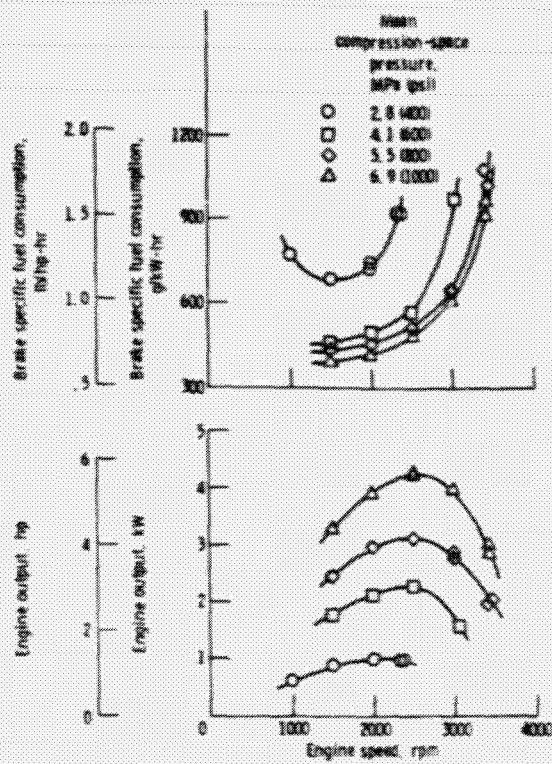 Mean
compression-space
pressure,
MPa (psi)
2.8 (400)
4.1 (600)
5.5 (800)
6.9 (1000)
Brake specific fuel consumption,
lb/hp-hr
2.0
1.5
1.0
.5
Brake specific fuel consumption,
g/kW-hr
1200
900
600
300
Engine output, hp
6
4
2
0
Engine output, kW
5
4
3
2
1
0
1000
2000
3000
4000
Engine speed, rpm